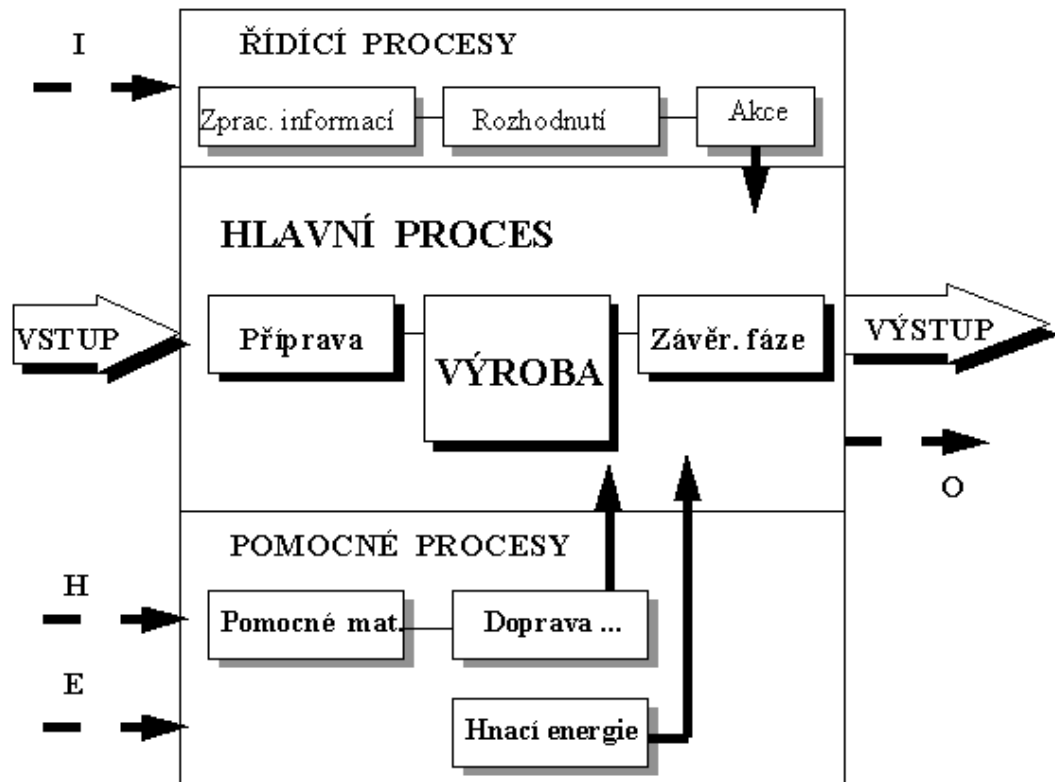 I
ŘÍDÍCÍ PROCESY
Zprac. informací
Rozhodnutí
Akce
HLAVNÍ PROCES
VSTUP
Příprava
VÝROBA
Závěr. fáze
VÝSTUP
O
POMOCNÉ PROCESY
H
Pomocné mat.
Doprava ...
E
Hnací energie